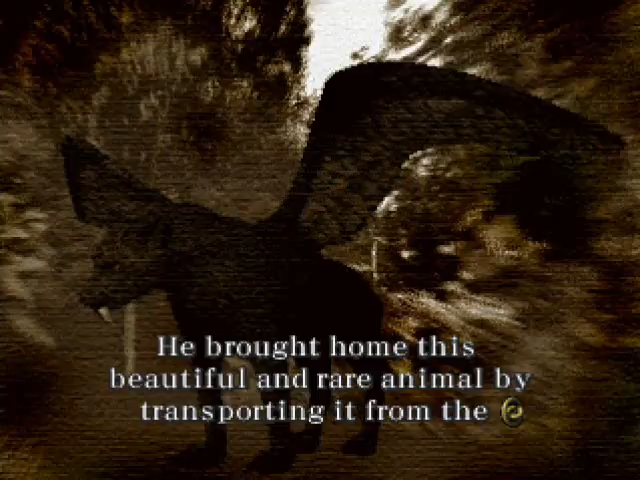 He brought home this
beautiful and rare animal by
transporting it from the